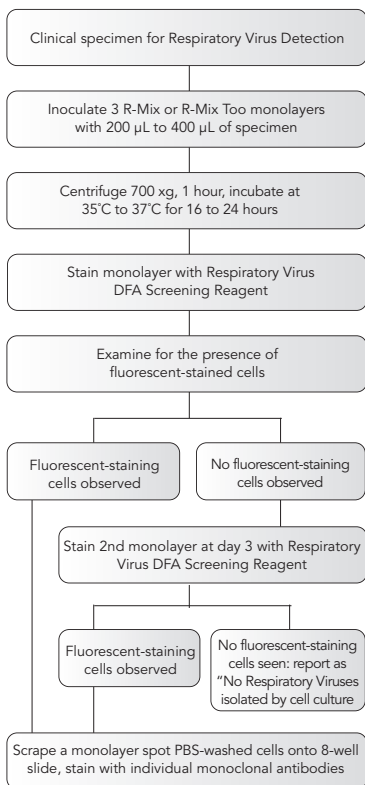 Clinical specimen for Respiratory Virus Detection
Inoculate 3 R-Mix or R-Mix Too monolayers
with 200 µL to 400 µL of specimen
Centrifuge 700 xg, 1 hour, incubate at
35˚C to 37˚C for 16 to 24 hours
Stain monolayer with Respiratory Virus
DFA Screening Reagent
Examine for the presence of
fluorescent-stained cells
Fluorescent-staining
cells observed
No fluorescent-staining
cells observed
Stain 2nd monolayer at day 3 with Respiratory
Virus DFA Screening Reagent
Fluorescent-staining
cells observed
No fluorescent-staining
cells seen: report as
“No Respiratory Viruses
isolated by cell culture
Scrape a monolayer spot PBS-washed cells onto 8-well
slide, stain with individual monoclonal antibodies